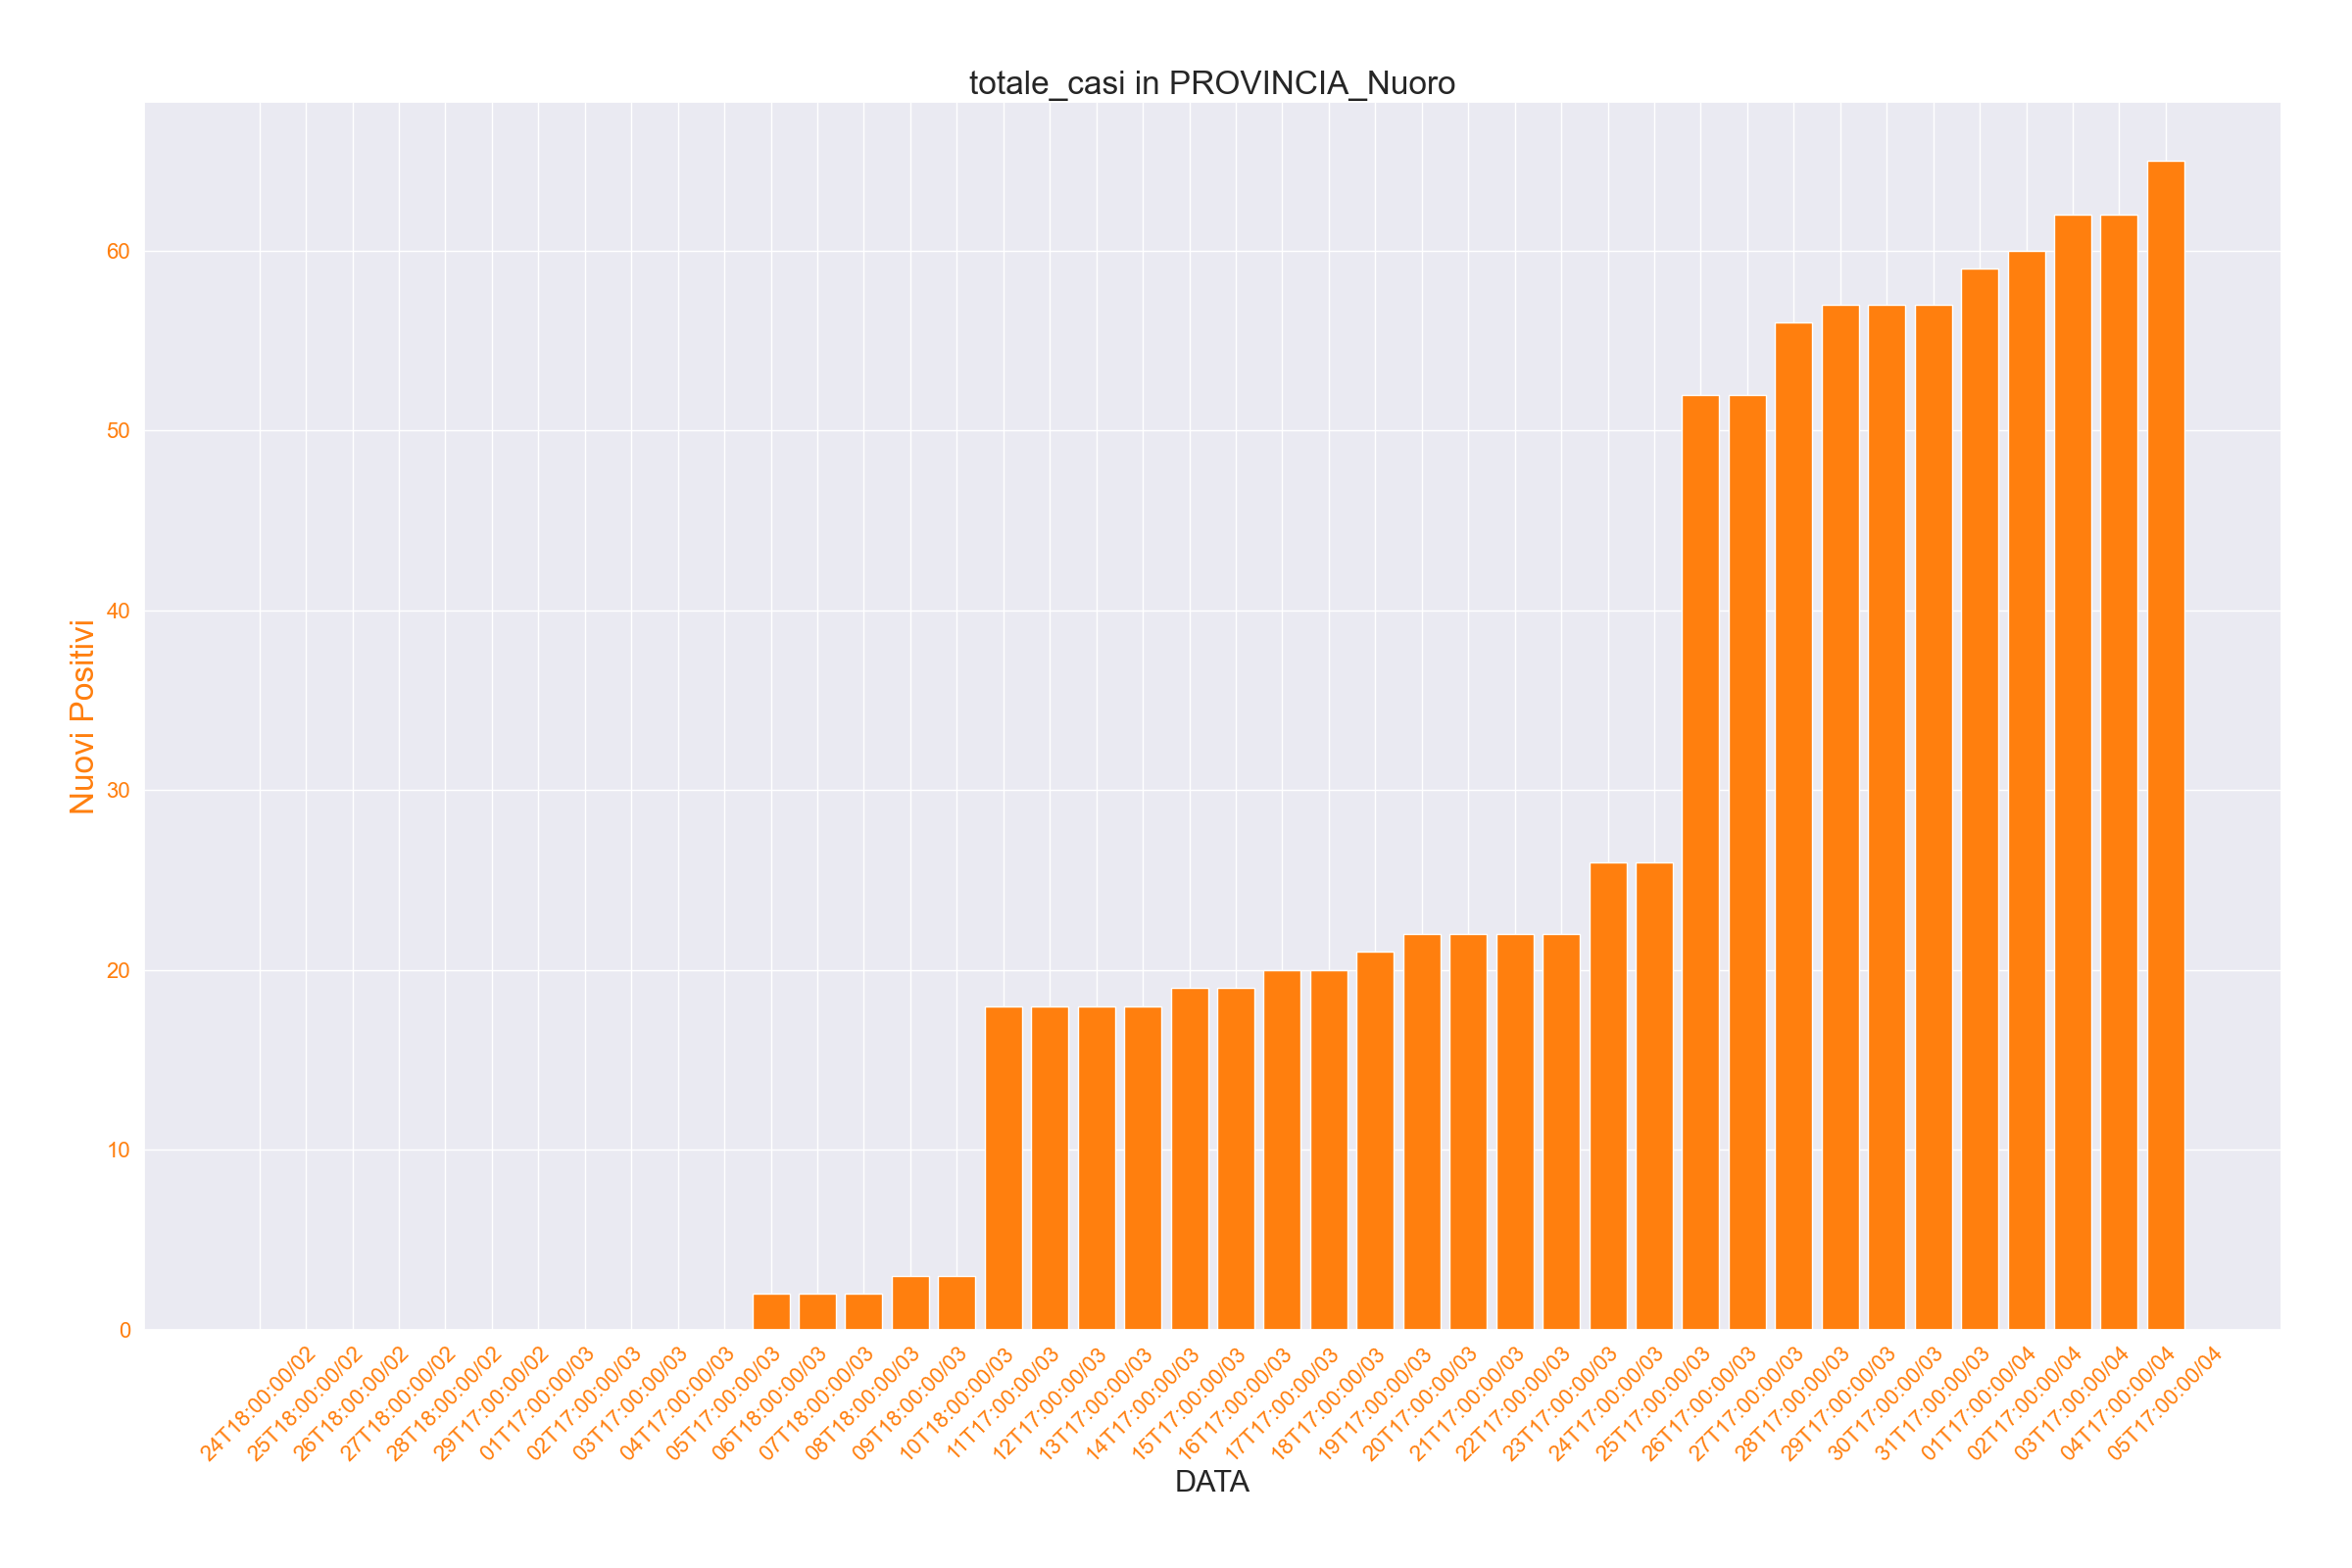 totale_casi in PROVINCIA_Nuoro
Nuovi Positivi
60
50
40
30
20
10
0
24T18:00:00/02
25T18:00:00/02
26T18:00:00/02
27T18:00:00/02
28T18:00:00/02
29T17:00:00/02
01T17:00:00/03
02T17:00:00/03
03T17:00:00/03
04T17:00:00/03
05T17:00:00/03
06T18:00:00/03
07T18:00:00/03
08T18:00:00/03
09T18:00:00/03
10T18:00:00/03
11T17:00:00/03
12T17:00:00/03
13T17:00:00/03
14T17:00:00/03
15T17:00:00/03
16T17:00:00/03
17T17:00:00/03
18T17:00:00/03
19T17:00:00/03
20T17:00:00/03
21T17:00:00/03
22T17:00:00/03
23T17:00:00/03
24T17:00:00/03
25T17:00:00/03
26T17:00:00/03
27T17:00:00/03
28T17:00:00/03
29T17:00:00/03
30T17:00:00/03
31T17:00:00/03
01T17:00:00/04
02T17:00:00/04
03T17:00:00/04
04T17:00:00/04
05T17:00:00/04
DATA